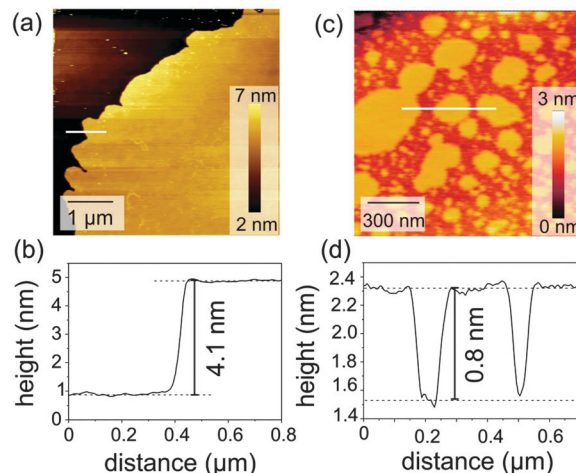 (a)
7 nm
2 nm
1 µm
(c)
3 nm
0 nm
300 nm
(b)
height (nm)
5
4
3
2
1
0
4.1 nm
0
0.2
0.4
0.6
0.8
distance (µm)
(d)
height (nm)
2.4
2.2
2.0
1.8
1.6
1.4
0.8 nm
0.0
0.2
0.4
0.6
distance (µm)